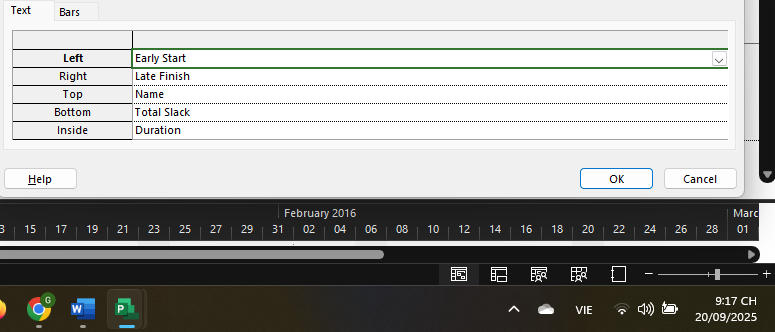 Text Bars
Left Early Start
Right Late Finish
Top Name
Bottom Total Slack
Inside Duration
Help OK Cancel
February 2016 Marc
3 15 17 19 21 23 25 27 29 31 02 04 06 08 10 12 14 16 18 20 22 24 26 28 01
G W P VIE 9:17 CH
20/09/2025